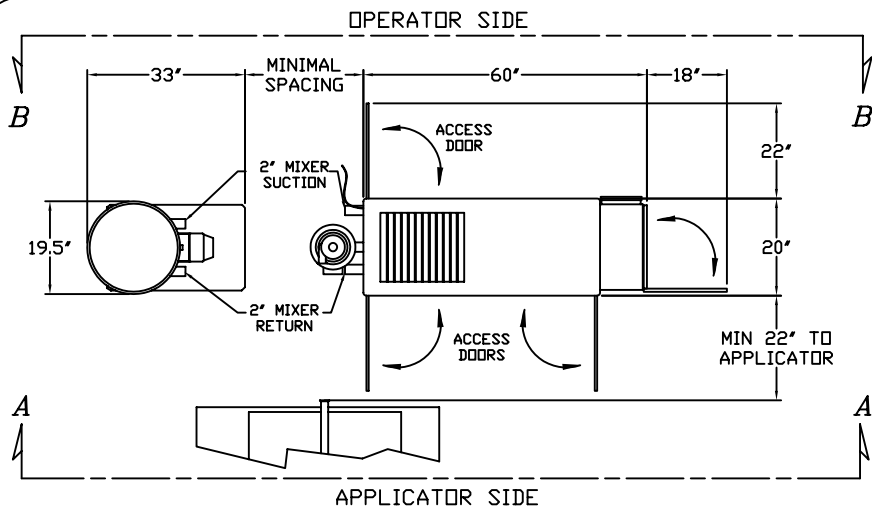 OPERATOR SIDE
33"
MINIMAL
SPACING
60"
18"
B
B
ACCESS
DOOR
22"
2" MIXER
SUCTION
19.5"
20"
2" MIXER
RETURN
ACCESS
DOORS
MIN 22" TO
APPLICATOR
A
A
APPLICATOR SIDE